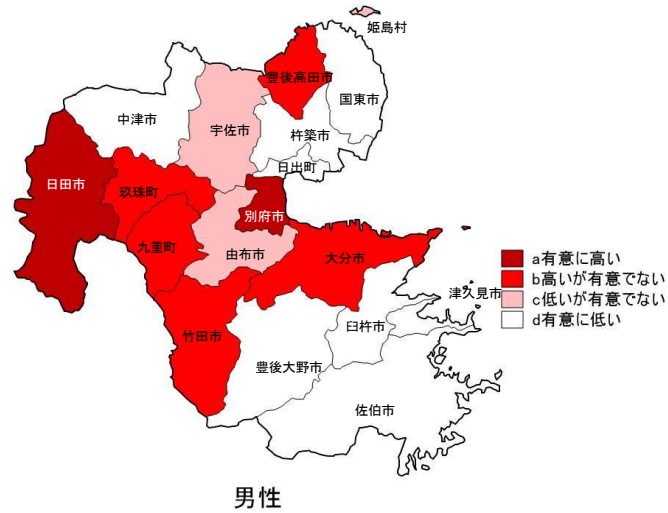 姫島村
豊後高田市
国東市
中津市
宇佐市
杵築市
日出町
日田市
玖珠町
別府市
九重町
由布市
大分市
a有意に高い
b高いが有意でない
c低いが有意でない
d有意に低い
津久見市
臼杵市
竹田市
豊後大野市
佐伯市
男性